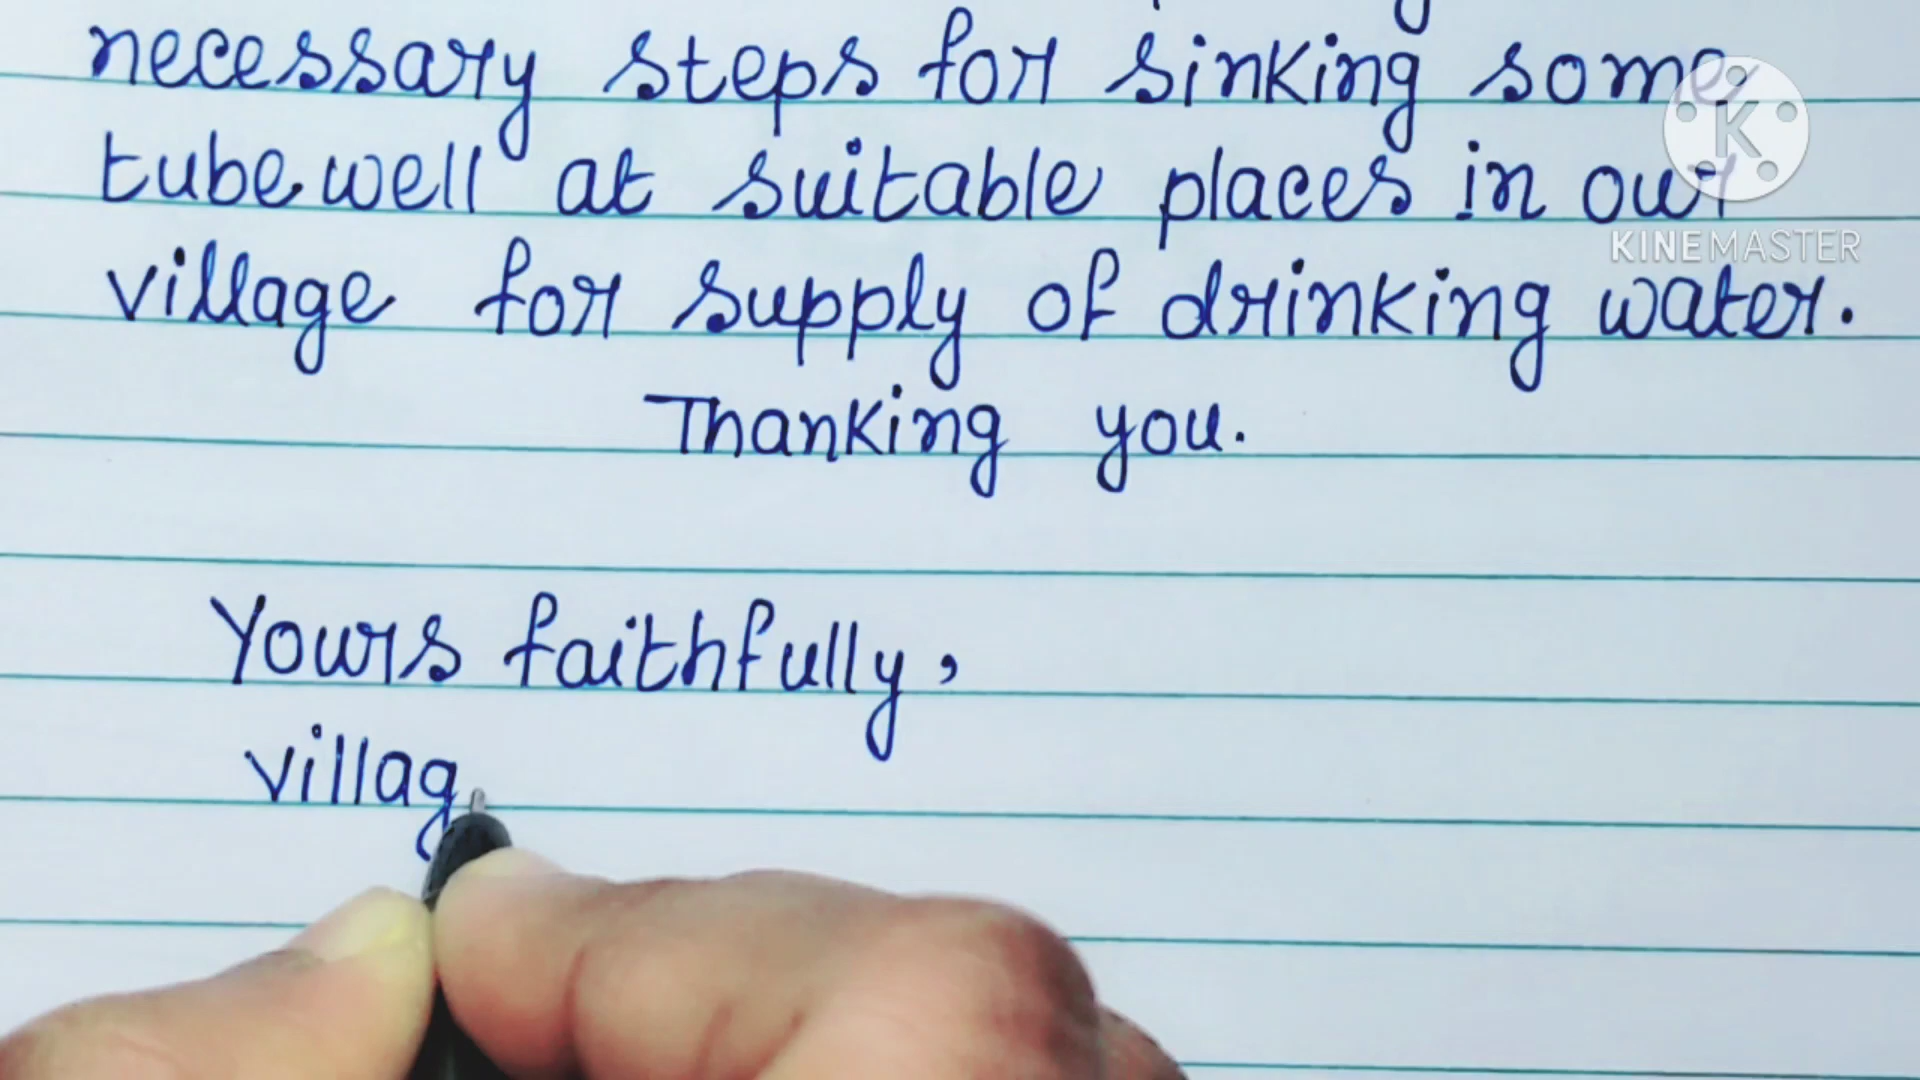 necessary steps for sinking some
tubewell at suitable places in our
village for supply of drinking water.
Thanking you.
Yours faithfully,
villag
K
KINEMASTER